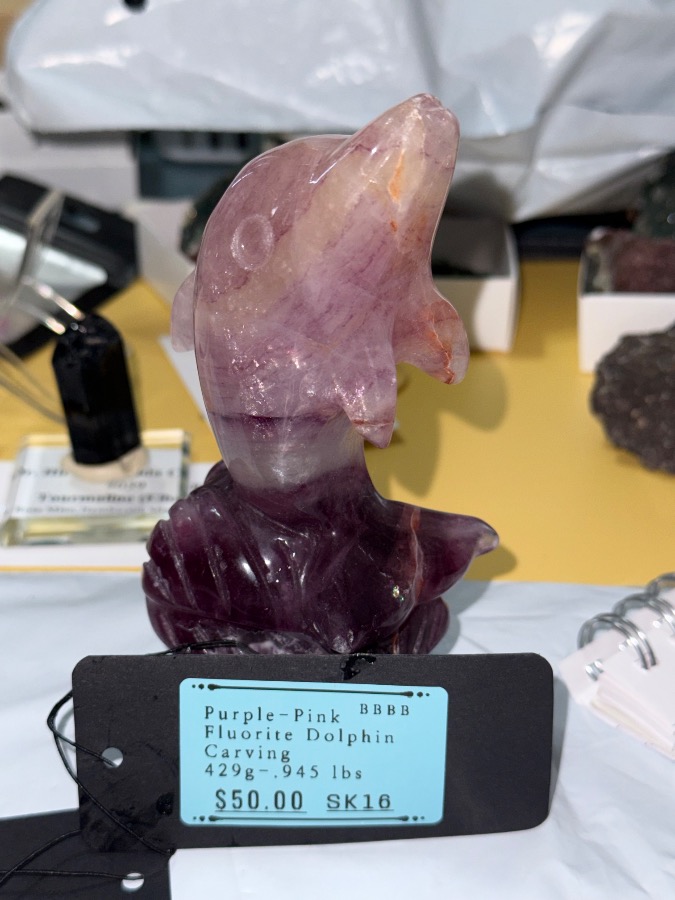 Purple-Pink BBBB
Fluorite Dolphin
Carving
429g-.945 lbs
$50.00 SK16
Tourmaline